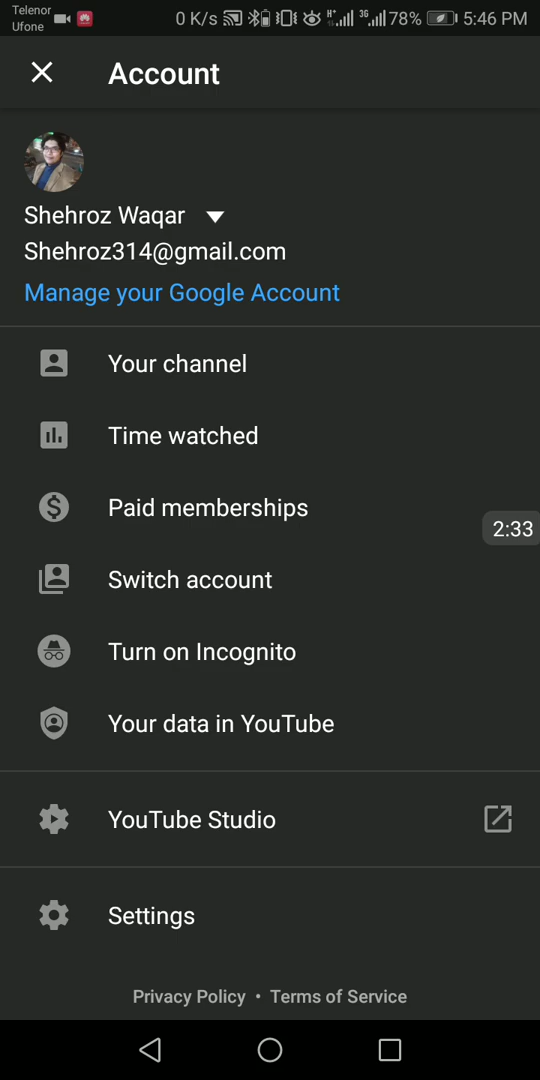 Telenor
Ufone
0 K/s
H+
3G
78%
5:46 PM
Account
Shehroz Waqar
Shehroz314@gmail.com
Manage your Google Account
Your channel
Time watched
Paid memberships
2:33
Switch account
Turn on Incognito
Your data in YouTube
YouTube Studio
Settings
Privacy Policy • Terms of Service